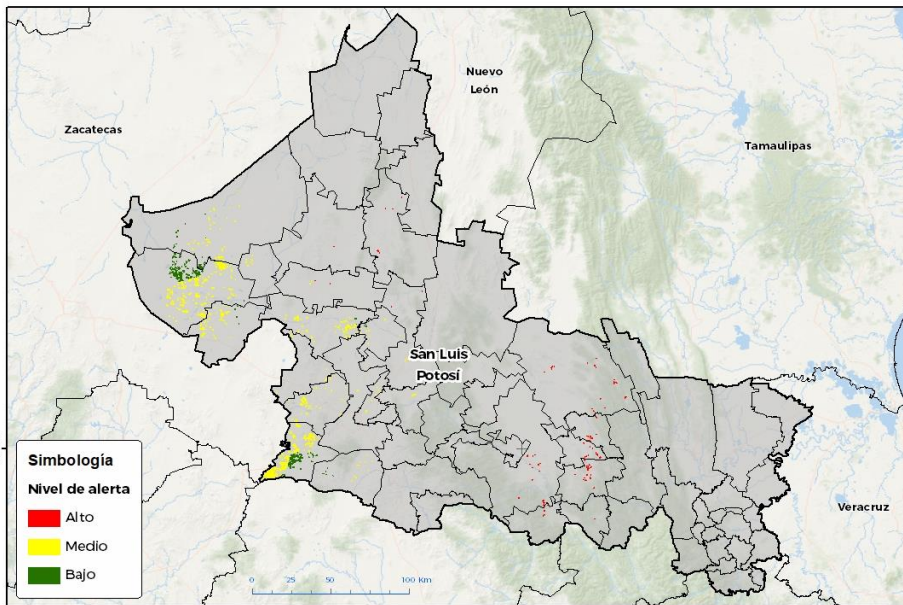 Nuevo
León
Zacatecas
Tamaulipas
San Luis
Potosí
Simbología
Nivel de alerta
Alto
Medio
Bajo
Veracruz
0 25 50 100 Km